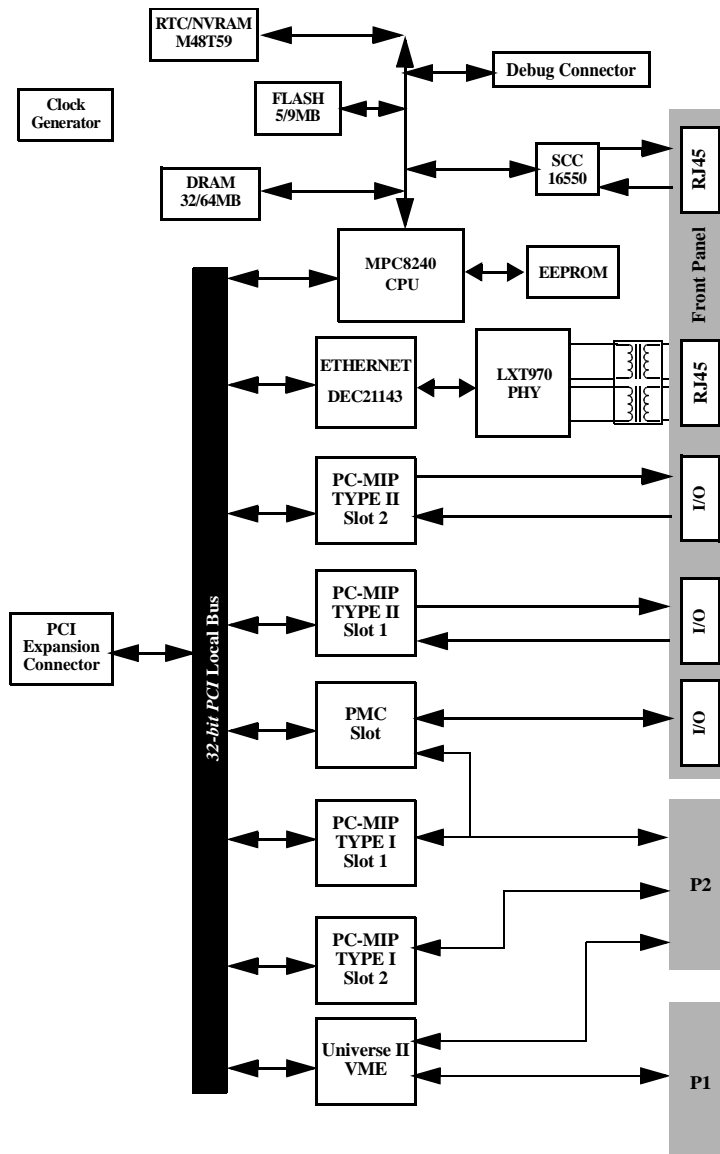 RTC/NVRAM
M48T59
Debug Connector
Clock
Generator
FLASH
5/9MB
SCC
16550
RJ45
DRAM
32/64MB
Front Panel
MPC8240
CPU
EEPROM
ETHERNET
DEC21143
LXT970
PHY
RJ45
PC-MIP
TYPE II
Slot 2
I/O
32-bit PCI Local Bus
PCI
Expansion
Connector
PC-MIP
TYPE II
Slot 1
I/O
PMC
Slot
I/O
PC-MIP
TYPE I
Slot 1
P2
PC-MIP
TYPE I
Slot 2
Universe II
VME
P1